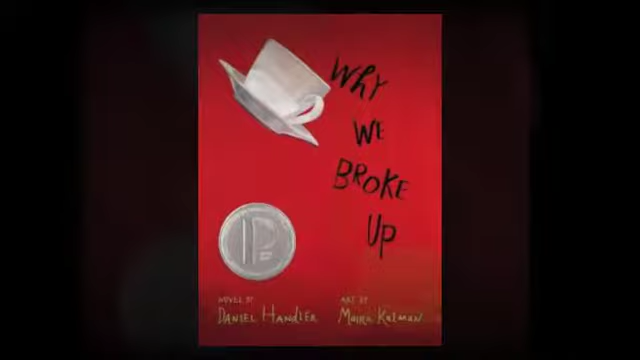 Why
WE
BROKE
UP
NOVEL BY
DANIEL HANDLER
ART BY
Maira Kalman